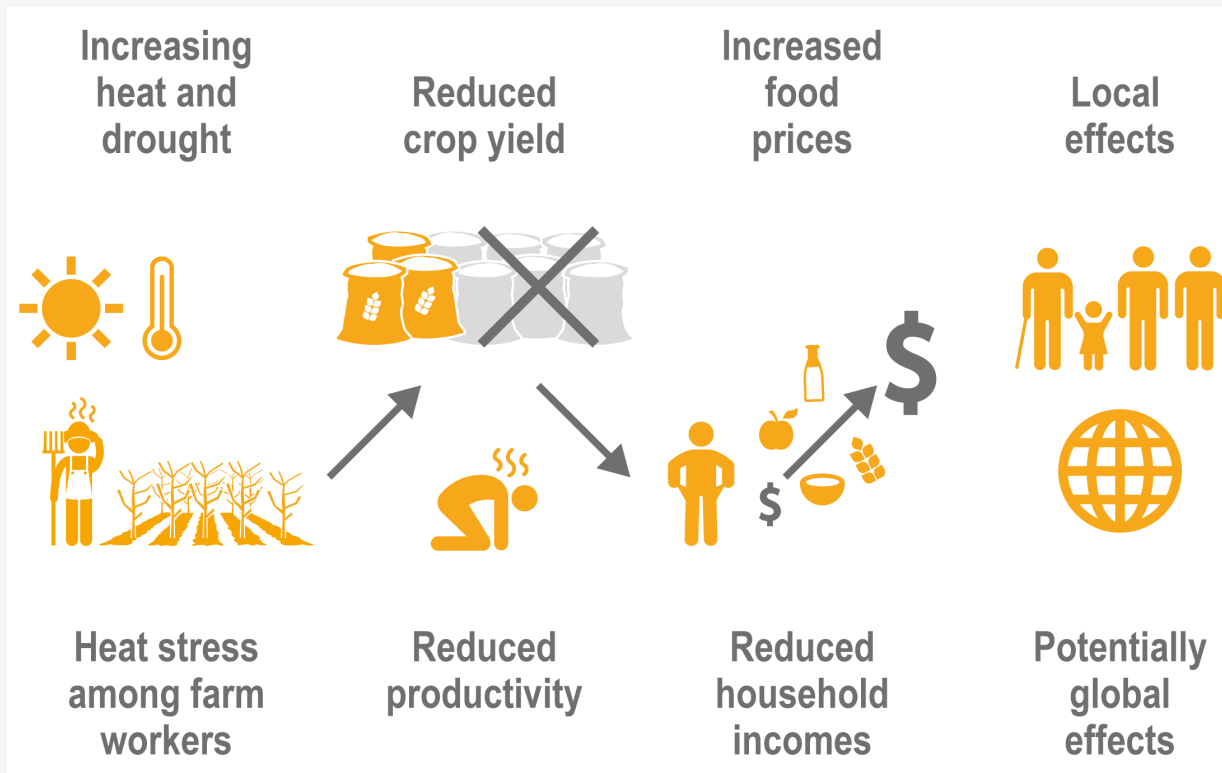 Increasing
heat and
drought
Reduced
crop yield
Increased
food
prices
Local
effects
$
$
Heat stress
among farm
workers
Reduced
productivity
Reduced
household
incomes
Potentially
global
effects